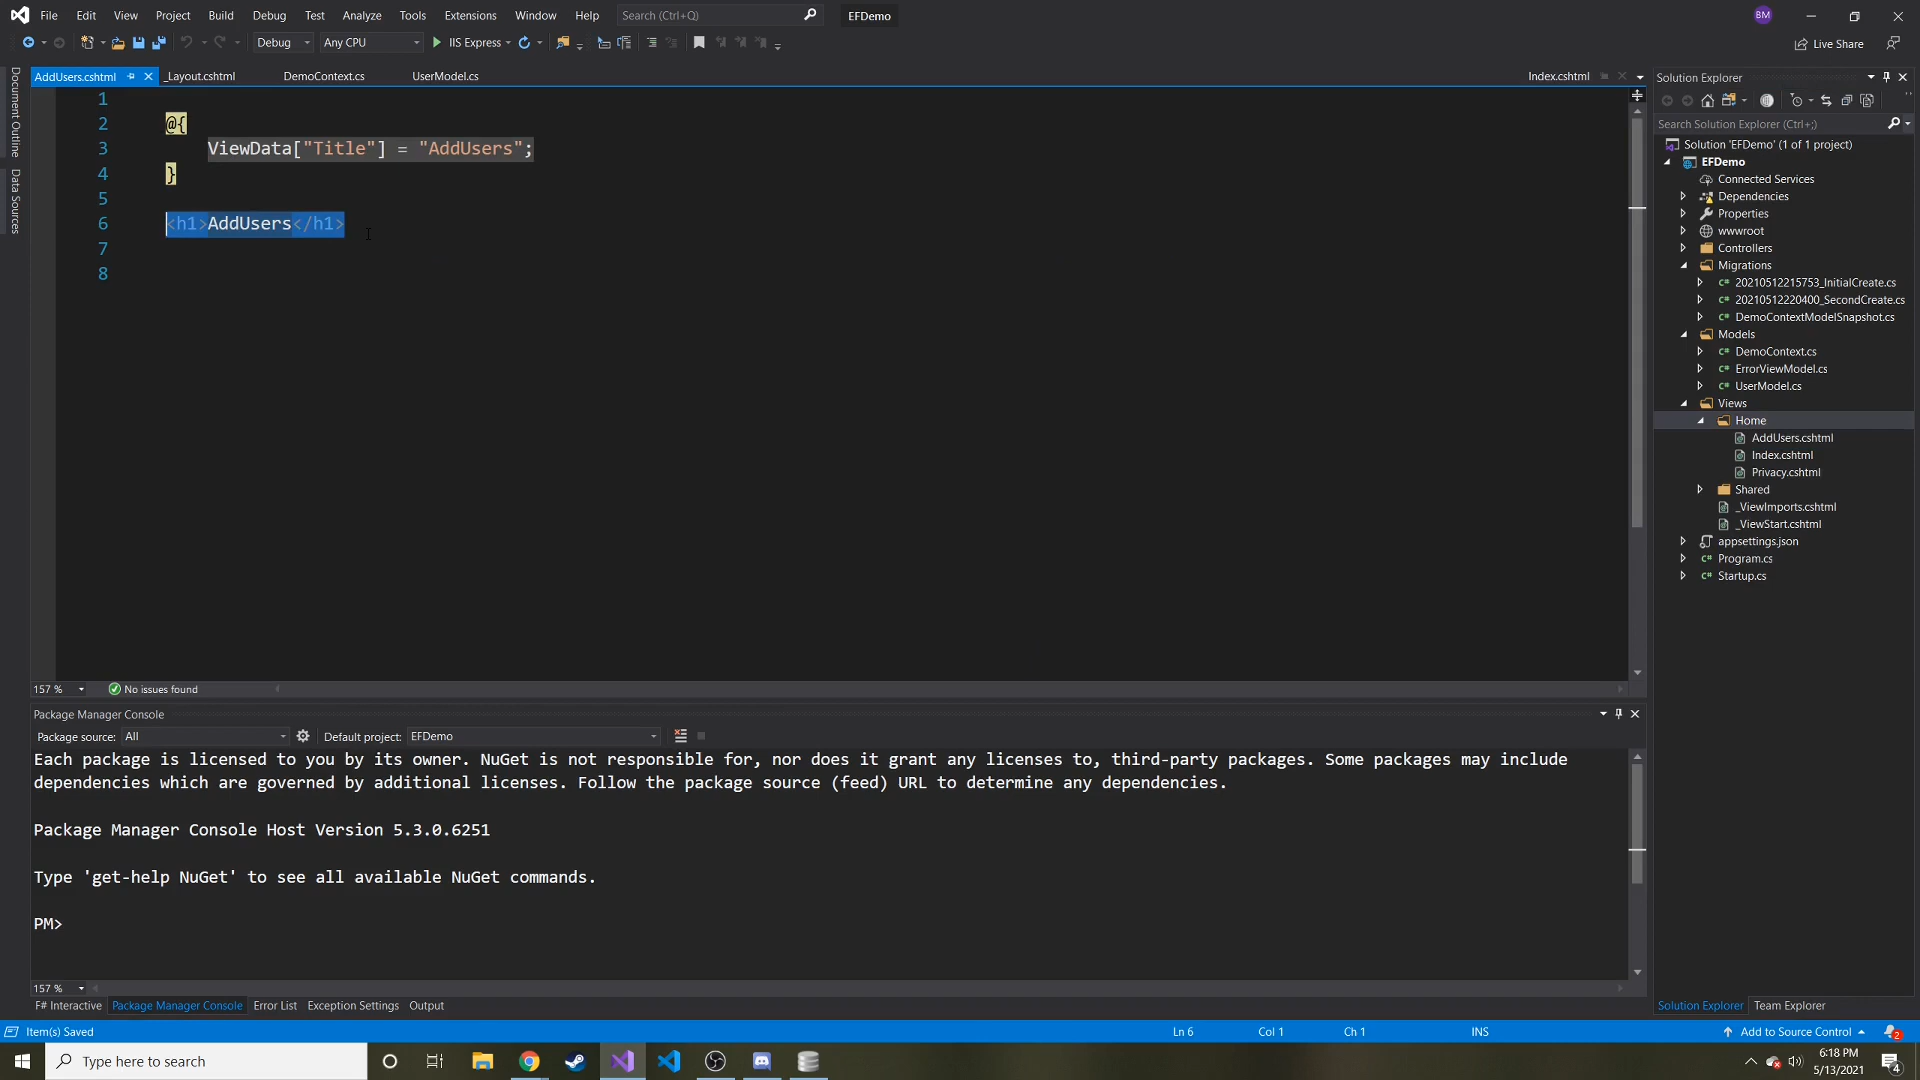 File Edit View Project Build Debug Test Analyze Tools Extensions Window Help Search (Ctrl+Q) EFDemo BM
Debug Any CPU IIS Express Live Share
Document Outline
Data Sources
AddUsers.cshtml _Layout.cshtml DemoContext.cs UserModel.cs Index.cshtml
1
2 @{
3 ViewData["Title"] = "AddUsers";
4 }
5
6 <h1>AddUsers</h1>
7
8
157 % No issues found
Package Manager Console
Package source: All Default project: EFDemo
Each package is licensed to you by its owner. NuGet is not responsible for, nor does it grant any licenses to, third-party packages. Some packages may include
dependencies which are governed by additional licenses. Follow the package source (feed) URL to determine any dependencies.
Package Manager Console Host Version 5.3.0.6251
Type 'get-help NuGet' to see all available NuGet commands.
PM>
157 %
F# Interactive Package Manager Console Error List Exception Settings Output
Solution Explorer
Search Solution Explorer (Ctrl+;)
Solution 'EFDemo' (1 of 1 project)
EFDemo
Connected Services
Dependencies
Properties
wwwroot
Controllers
Migrations
C# 20210512215753_InitialCreate.cs
C# 20210512220400_SecondCreate.cs
C# DemoContextModelSnapshot.cs
Models
C# DemoContext.cs
C# ErrorViewModel.cs
C# UserModel.cs
Views
Home
AddUsers.cshtml
Index.cshtml
Privacy.cshtml
Shared
_ViewImports.cshtml
_ViewStart.cshtml
appsettings.json
C# Program.cs
C# Startup.cs
Solution Explorer Team Explorer
Item(s) Saved Ln 6 Col 1 Ch 1 INS Add to Source Control 2
Type here to search
6:18 PM
5/13/2021
4